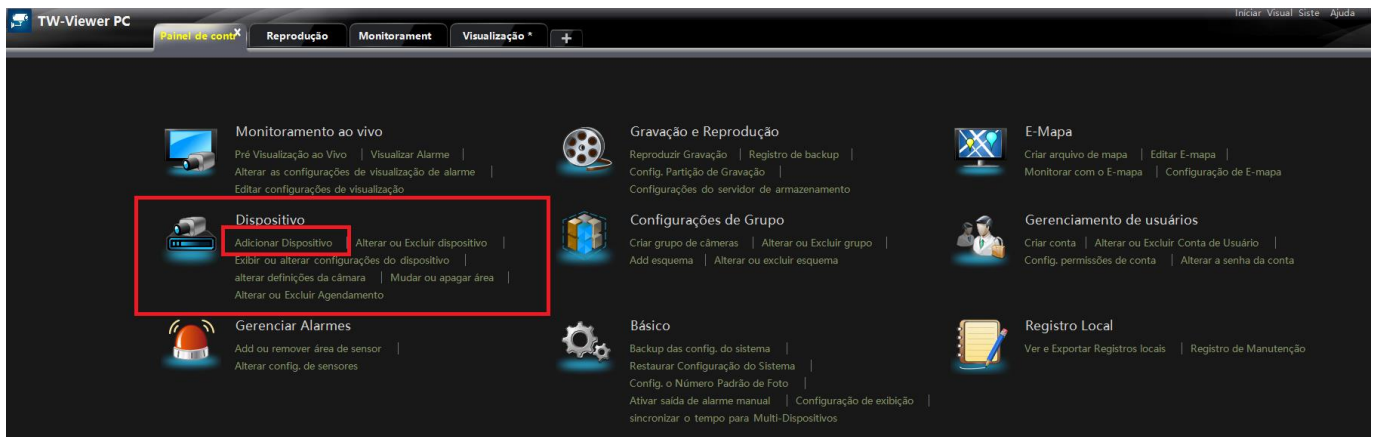 TW-Viewer PC
Iniciar Visual Siste Ajuda
Painel de contr X Reprodução Monitorament Visualização * +
Monitoramento ao vivo
Pré Visualização ao Vivo | Visualizar Alarme |
Alterar as configurações de visualização de alarme |
Editar configurações de visualização
Gravação e Reprodução
Reproduzir Gravação | Registro de backup |
Config. Partição de Gravação |
Configurações do servidor de armazenamento
E-Mapa
Criar arquivo de mapa | Editar E-mapa |
Monitorar com o E-mapa | Configuração de E-mapa
Dispositivo
Adicionar Dispositivo | Alterar ou Excluir dispositivo |
Exibir ou alterar configurações do dispositivo |
alterar definições da câmara | Mudar ou apagar área |
Alterar ou Excluir Agendamento
Configurações de Grupo
Criar grupo de câmeras | Alterar ou Excluir grupo |
Add esquema | Alterar ou excluir esquema
Gerenciamento de usuários
Criar conta | Alterar ou Excluir Conta de Usuário |
Config. permissões de conta | Alterar a senha da conta
Gerenciar Alarmes
Add ou remover área de sensor |
Alterar config. de sensores
Básico
Backup das config. do sistema |
Restaurar Configuração do Sistema |
Config. o Número Padrão de Foto |
Ativar saída de alarme manual | Configuração de exibição |
sincronizar o tempo para Multi-Dispositivos
Registro Local
Ver e Exportar Registros locais | Registro de Manutenção